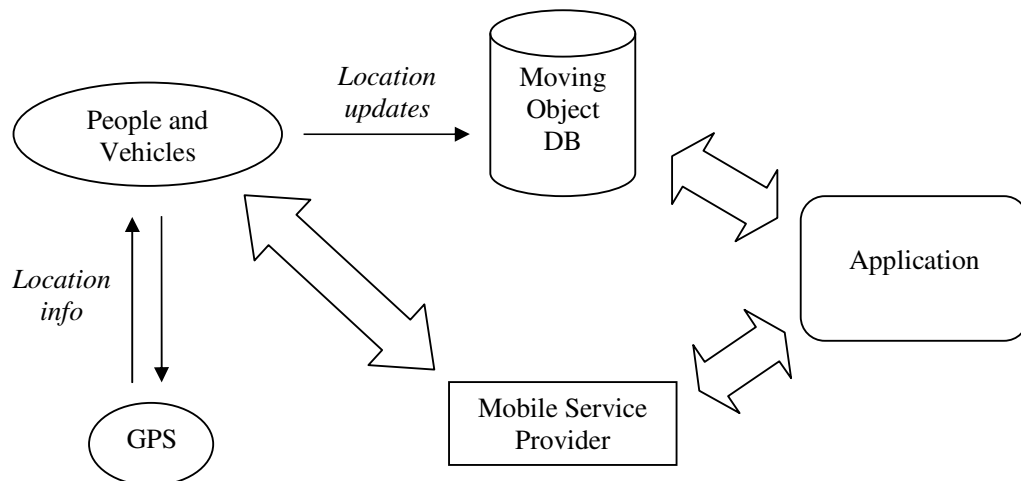 Location
updates
Moving
Object
DB
People and
Vehicles
Application
Location
info
Mobile Service
Provider
GPS